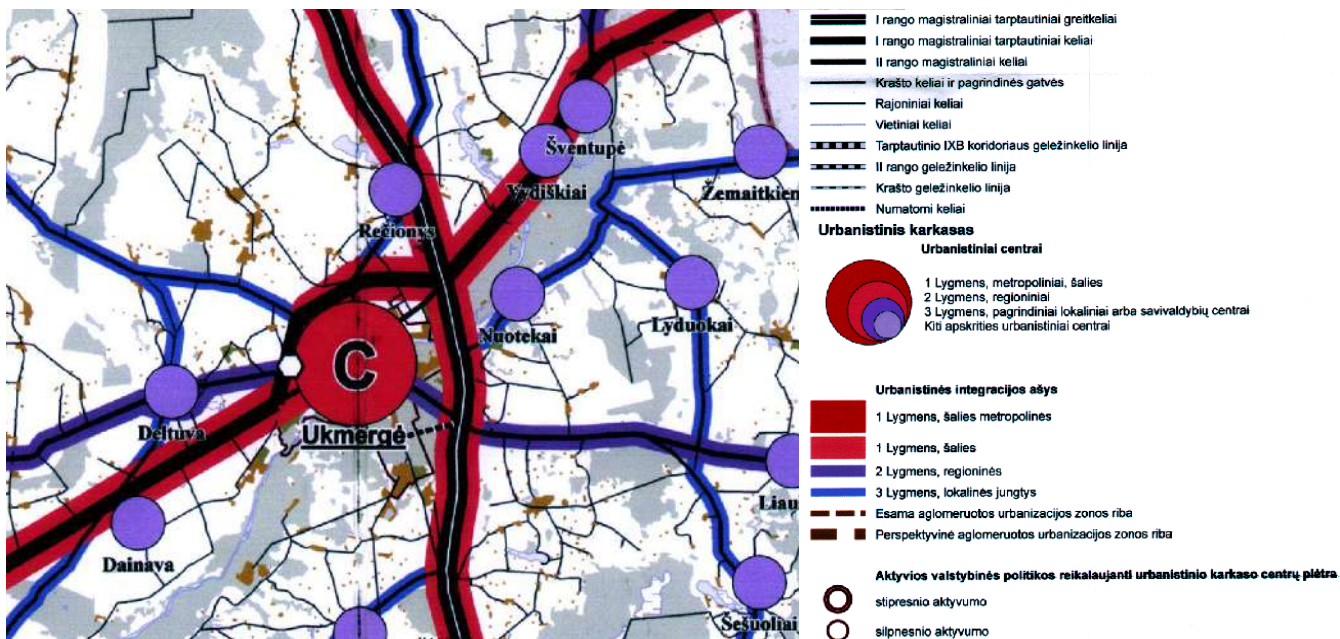 Šventupė
Vydiškiai
Žemaitkien
Rečionys
Nuotekai
Lyduokai
C
Deltuva
Ukmergė
Liau
Dainava
Šešuoliai
I rango magistraliniai tarptautiniai greitkeliai
I rango magistraliniai tarptautiniai keliai
II rango magistraliniai keliai
Krašto keliai ir pagrindinės gatvės
Rajoniniai keliai
Vietiniai keliai
Tarptautinio IXB koridoriaus geležinkelio linija
II rango geležinkelio linija
Krašto geležinkelio linija
Numatomi keliai
Urbanistinis karkasas
Urbanistiniai centrai
1 Lygmens, metropoliniai, šalies
2 Lygmens, regioniniai
3 Lygmens, pagrindiniai lokaliniai arba savivaldybių centrai
Kiti apskrities urbanistiniai centrai
Urbanistinės integracijos ašys
1 Lygmens, šalies metropolinės
1 Lygmens, šalies
2 Lygmens, regioninės
3 Lygmens, lokalinės jungtys
Esama aglomeruotos urbanizacijos zonos riba
Perspektyvinė aglomeruotos urbanizacijos zonos riba
Aktyvios valstybinės politikos reikalaujanti urbanistinio karkaso centrų plėtra
stipresnio aktyvumo
silpnesnio aktyvumo